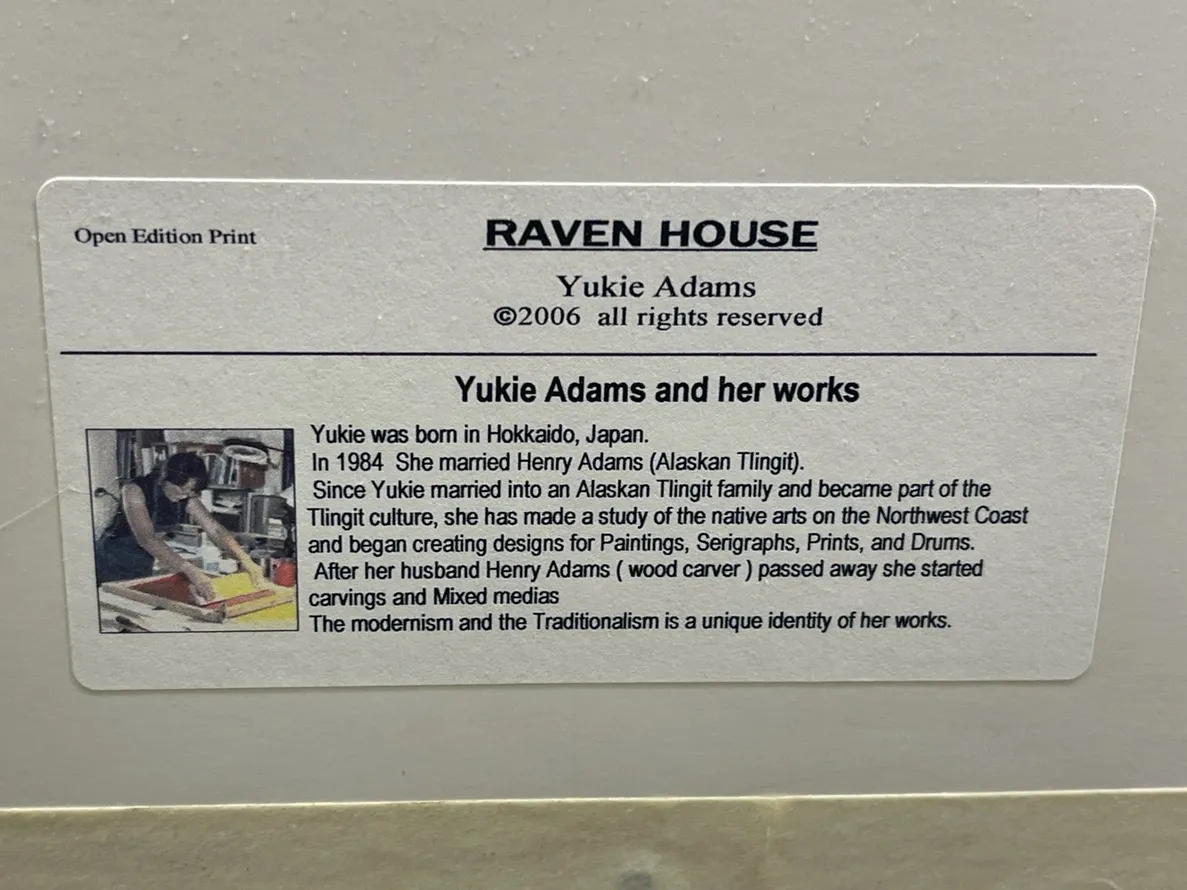 Open Edition Print
RAVEN HOUSE
Yukie Adams
©2006 all rights reserved
Yukie Adams and her works
Yukie was born in Hokkaido, Japan.
In 1984 She married Henry Adams (Alaskan Tlingit).
Since Yukie married into an Alaskan Tlingit family and became part of the
Tlingit culture, she has made a study of the native arts on the Northwest Coast
and began creating designs for Paintings, Serigraphs, Prints, and Drums.
After her husband Henry Adams ( wood carver ) passed away she started
carvings and Mixed medias
The modernism and the Traditionalism is a unique identity of her works.